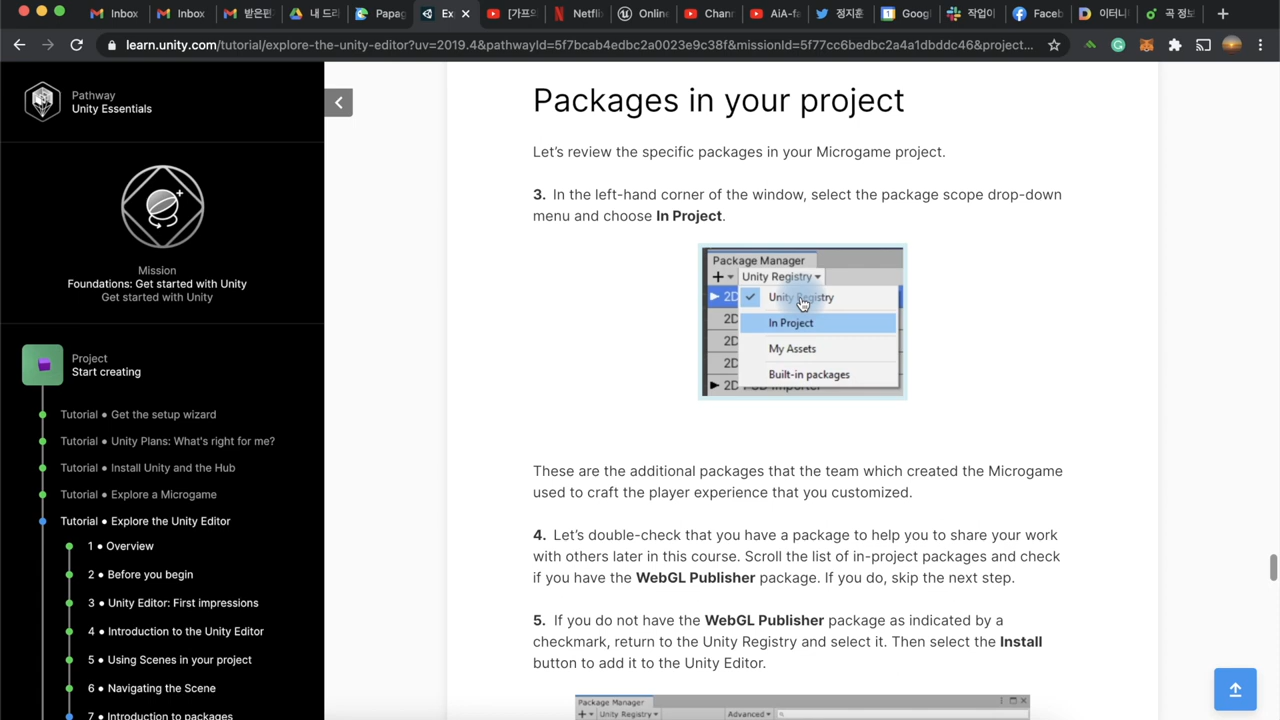 Inbox
Inbox
받은편
내 드리
Papag
Ex
[가프의
Netfli
Online
Chann
AiA-fa
정지훈
Googl
작업이
Faceb
이터니
곡 정보
learn.unity.com/tutorial/explore-the-unity-editor?uv=2019.4&pathwayId=5f7bcab4edbc2a0023e9c38f&missionId=5f77cc6bedbc2a4a1dbddc46&project...
Pathway
Unity Essentials
Mission
Foundations: Get started with Unity
Get started with Unity
Project
Start creating
Tutorial ● Get the setup wizard
Tutorial ● Unity Plans: What's right for me?
Tutorial ● Install Unity and the Hub
Tutorial ● Explore a Microgame
Tutorial ● Explore the Unity Editor
1 ● Overview
2 ● Before you begin
3 ● Unity Editor: First impressions
4 ● Introduction to the Unity Editor
5 ● Using Scenes in your project
6 ● Navigating the Scene
7 ● Introduction to packages
Packages in your project
Let's review the specific packages in your Microgame project.
3. In the left-hand corner of the window, select the package scope drop-down
menu and choose In Project.
Package Manager
Unity Registry
2D
Unity Registry
2D
In Project
2D
My Assets
2D
Built-in packages
2D
These are the additional packages that the team which created the Microgame
used to craft the player experience that you customized.
4. Let's double-check that you have a package to help you to share your work
with others later in this course. Scroll the list of in-project packages and check
if you have the WebGL Publisher package. If you do, skip the next step.
5. If you do not have the WebGL Publisher package as indicated by a
checkmark, return to the Unity Registry and select it. Then select the Install
button to add it to the Unity Editor.
Package Manager
Unity Registry
Advanced